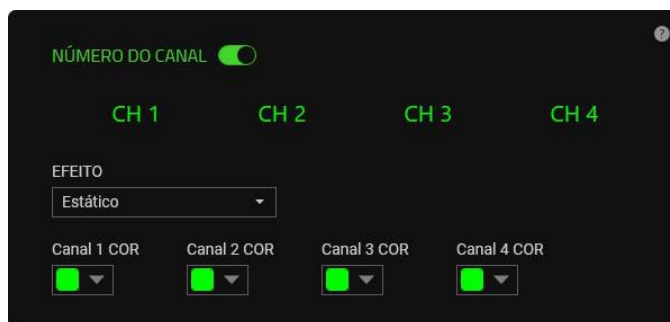 ?
NÚMERO DO CANAL
CH 1 CH 2 CH 3 CH 4
EFEITO
Estático
Canal 1 COR Canal 2 COR Canal 3 COR Canal 4 COR